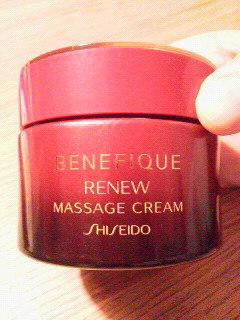 BENEFIQUE
RENEW
MASSAGE CREAM
SHISEIDO